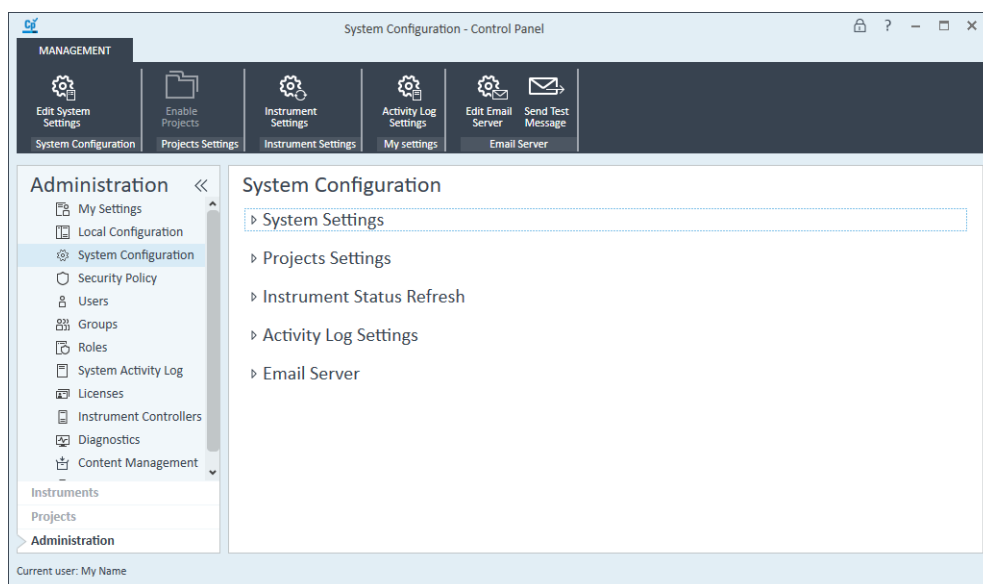 Cp
System Configuration - Control Panel
?
MANAGEMENT
Edit System
Settings
Enable
Projects
Instrument
Settings
Activity Log
Settings
Edit Email
Server
Send Test
Message
System Configuration
Projects Settings
Instrument Settings
My settings
Email Server
Administration
My Settings
Local Configuration
System Configuration
Security Policy
Users
Groups
Roles
System Activity Log
Licenses
Instrument Controllers
Diagnostics
Content Management
Instruments
Projects
Administration
System Configuration
System Settings
Projects Settings
Instrument Status Refresh
Activity Log Settings
Email Server
Current user: My Name